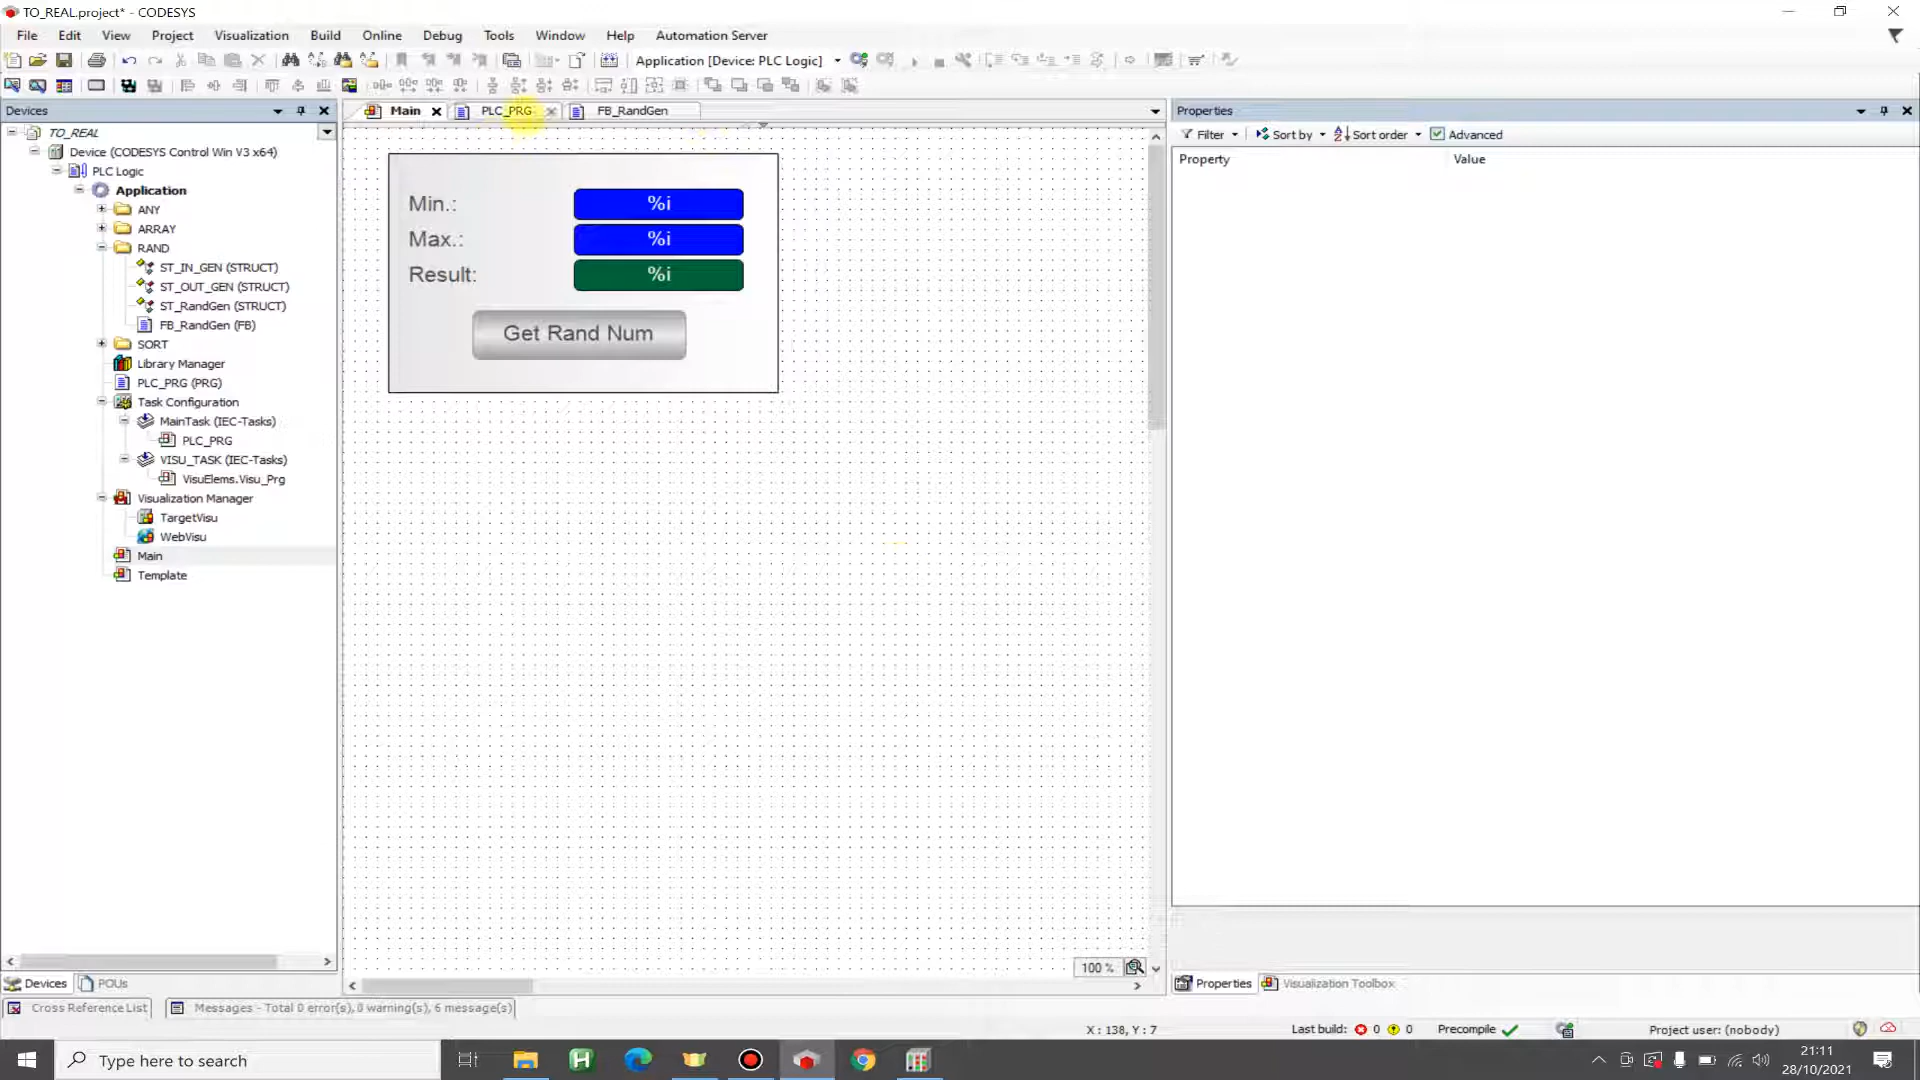 TO_REAL.project* - CODESYS
File Edit View Project Visualization Build Online Debug Tools Window Help Automation Server
Application [Device: PLC Logic]
Devices
Main PLC_PRG FB_RandGen
Properties
TO_REAL
Device (CODESYS Control Win V3 x64)
PLC Logic
Application
ANY
ARRAY
RAND
ST_IN_GEN (STRUCT)
ST_OUT_GEN (STRUCT)
ST_RandGen (STRUCT)
FB_RandGen (FB)
SORT
Library Manager
PLC_PRG (PRG)
Task Configuration
MainTask (IEC-Tasks)
PLC_PRG
VISU_TASK (IEC-Tasks)
VisuElems.Visu_Prg
Visualization Manager
TargetVisu
WebVisu
Main
Template
Min.: %i
Max.: %i
Result: %i
Get Rand Num
Filter Sort by Sort order Advanced
Property Value
100 %
Devices POUs
Properties Visualization Toolbox
Cross Reference List Messages - Total 0 error(s), 0 warning(s), 6 message(s)
X : 138, Y : 7 Last build: 0 0 Precompile Project user: (nobody)
Type here to search
21:11
28/10/2021